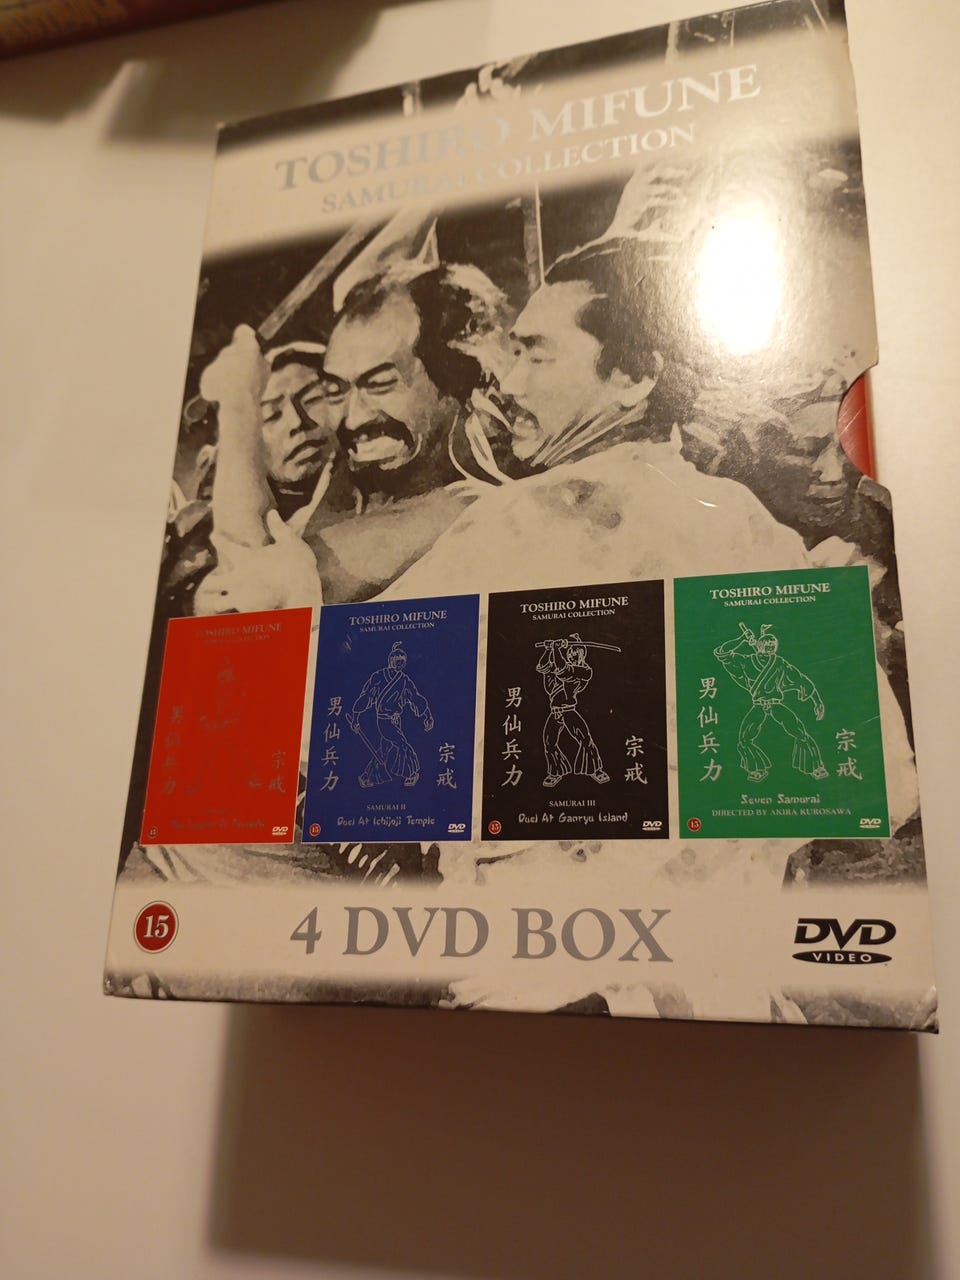 TOSHIRO MIFUNE
SAMURAI COLLECTION
TOSHIRO MIFUNE
男
仙
兵
力
宗
戒
15
DVD
TOSHIRO MIFUNE
SAMURAI COLLECTION
男
仙
兵
力
宗
戒
SAMURAI II
Duel At Ichijoji Temple
15
DVD
TOSHIRO MIFUNE
SAMURAI COLLECTION
男
仙
兵
力
宗
戒
SAMURAI III
Duel At Ganryu Island
15
DVD
TOSHIRO MIFUNE
SAMURAI COLLECTION
男
仙
兵
力
宗
戒
Seven Samurai
DIRECTED BY AKIRA KUROSAWA
15
DVD
15
4 DVD BOX
DVD
VIDEO